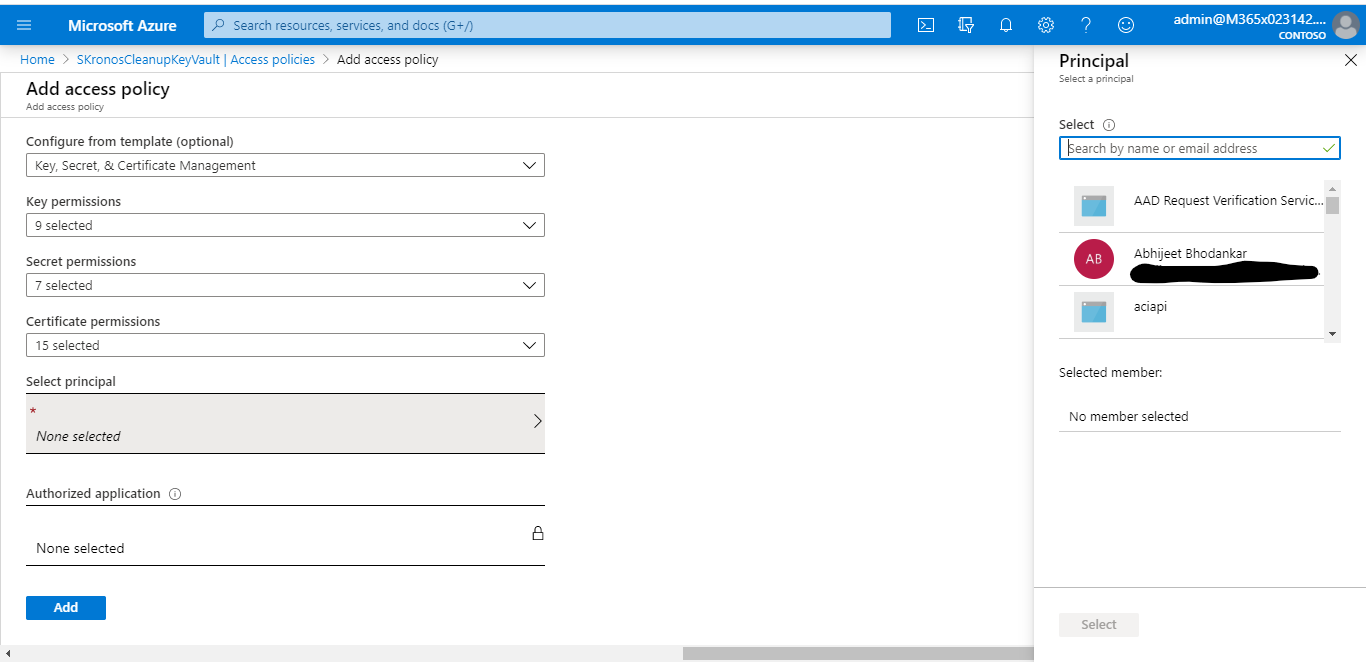 Microsoft Azure
Search resources, services, and docs (G+/)
admin@M365x023142....
CONTOSO
Home > SKronosCleanupKeyVault | Access policies > Add access policy
Add access policy
Add access policy
Configure from template (optional)
Key, Secret, & Certificate Management
Key permissions
9 selected
Secret permissions
7 selected
Certificate permissions
15 selected
Select principal
*
None selected
Authorized application
None selected
Add
Principal
Select a principal
Select
Search by name or email address
AAD Request Verification Servic...
AB
Abhijeet Bhodankar
aciapi
Selected member:
No member selected
Select